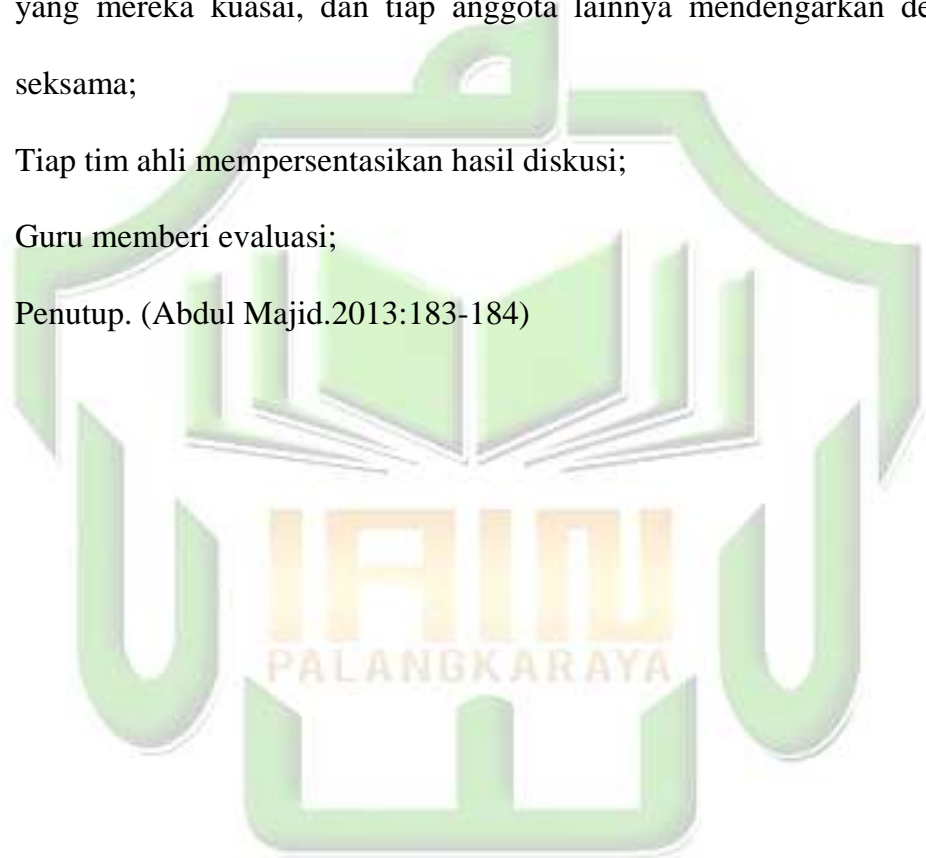 yang mereka kuasai, dan tiap anggota lainnya mendengarkan de
seksama;
Tiap tim ahli mempersentasikan hasil diskusi;
Guru memberi evaluasi;
Penutup. (Abdul Majid.2013:183-184)
IAIN
PALANGKARAYA